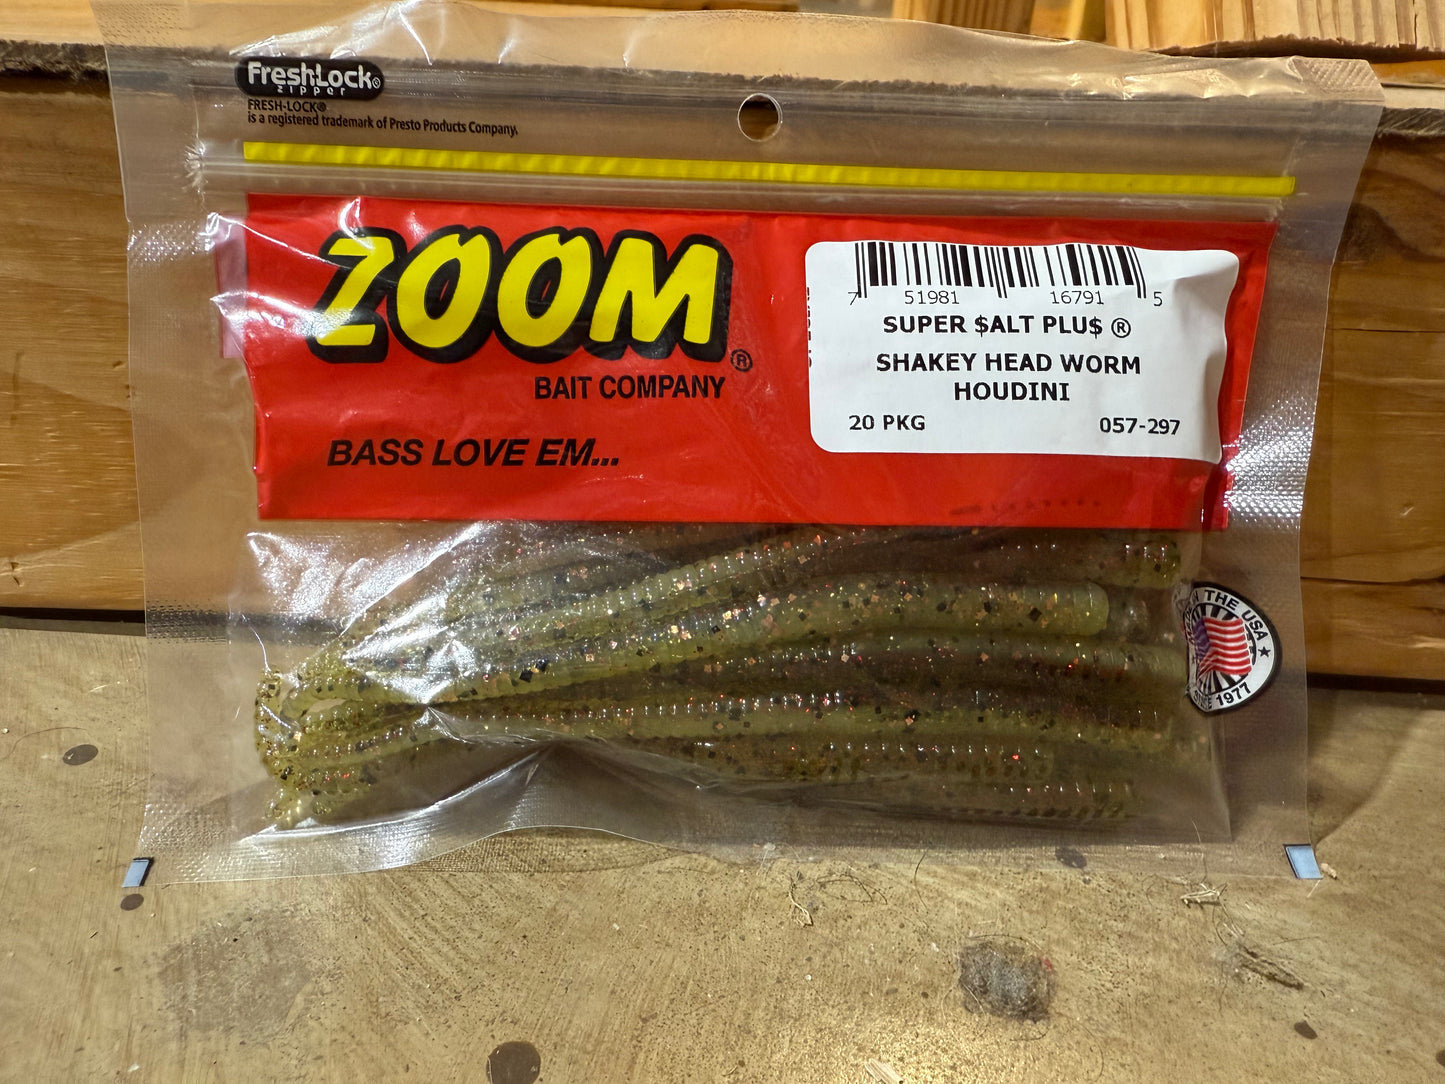 FreshLock®
zipper
FRESH-LOCK®
is a registered trademark of Presto Products Company.
ZOOM®
BAIT COMPANY
BASS LOVE EM...
7 51981 16791 5
SUPER $ALT PLU$ ®
SHAKEY HEAD WORM
HOUDINI
20 PKG 057-297
IN THE USA
SINCE 1977